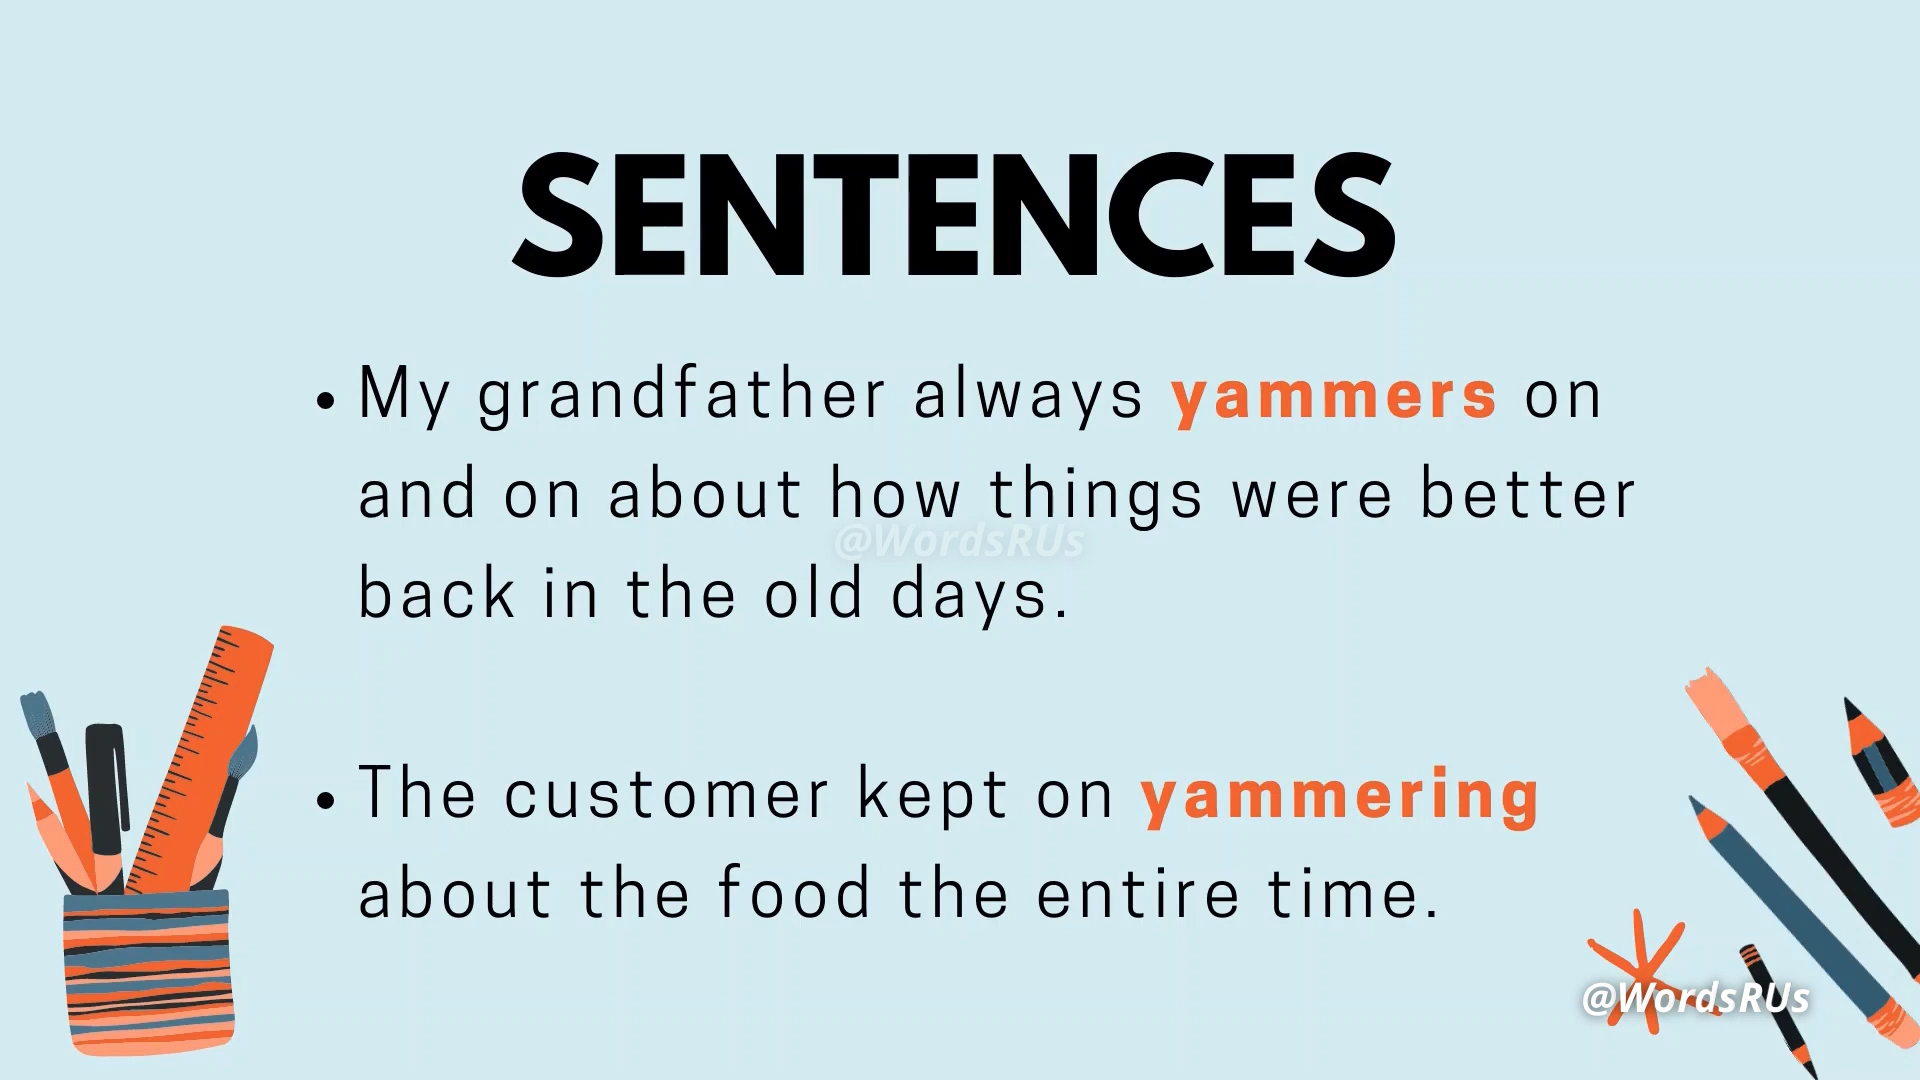 SENTENCES
• My grandfather always yammers on
and on about how things were better
@WordsRUs
back in the old days.
• The customer kept on yammering
about the food the entire time.
@WordsRUs